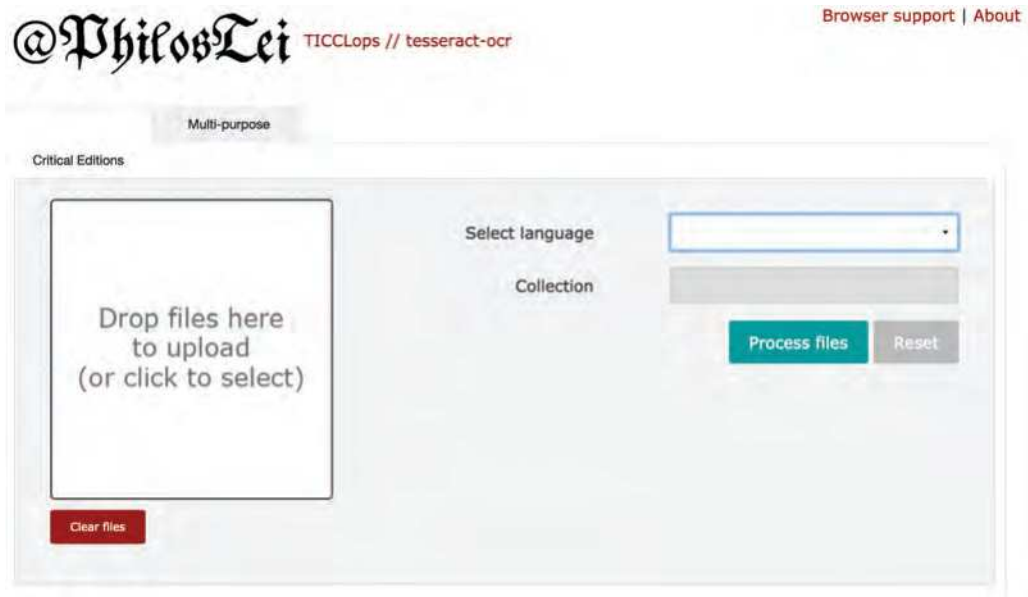 @PhilosTei TICCLops // tesseract-ocr
Browser support | About
Multi-purpose
Critical Editions
Drop files here
to upload
(or click to select)
Clear files
Select language
Collection
Process files Reset